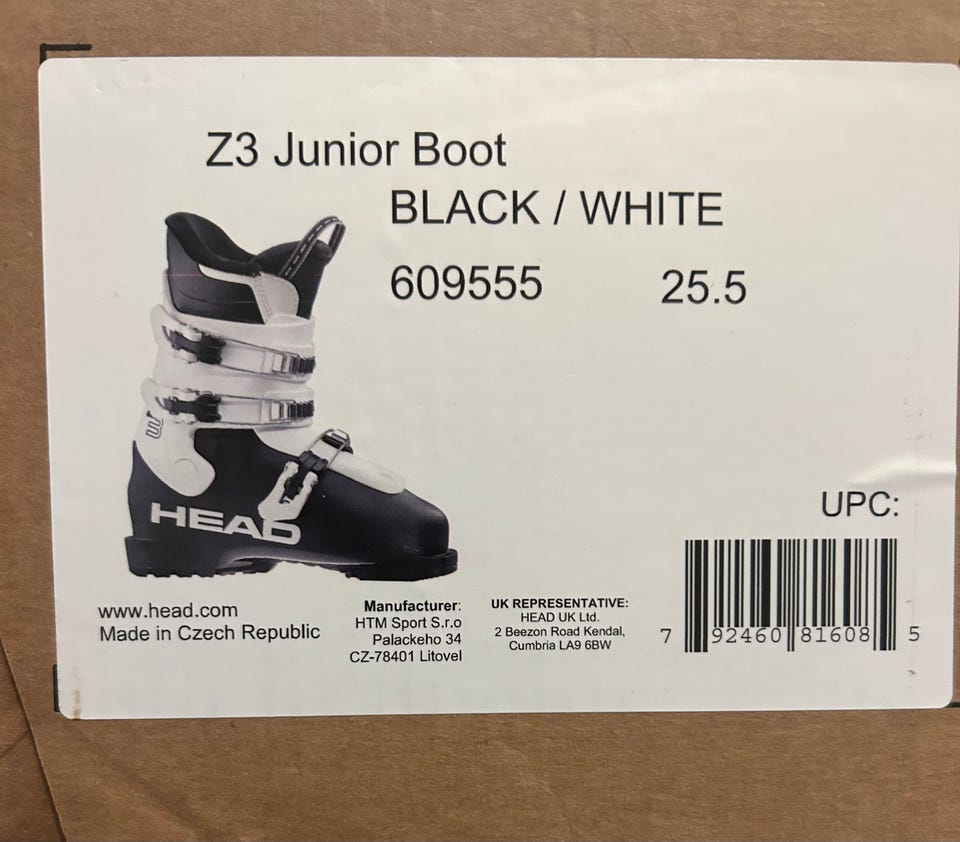 Z3 Junior Boot
BLACK / WHITE
609555 25.5
3
HEAD
UPC:
www.head.com
Made in Czech Republic
Manufacturer:
HTM Sport S.r.o
Palackeho 34
CZ-78401 Litovel
UK REPRESENTATIVE:
HEAD UK Ltd.
2 Beezon Road Kendal,
Cumbria LA9 6BW
7 92460 81608 5